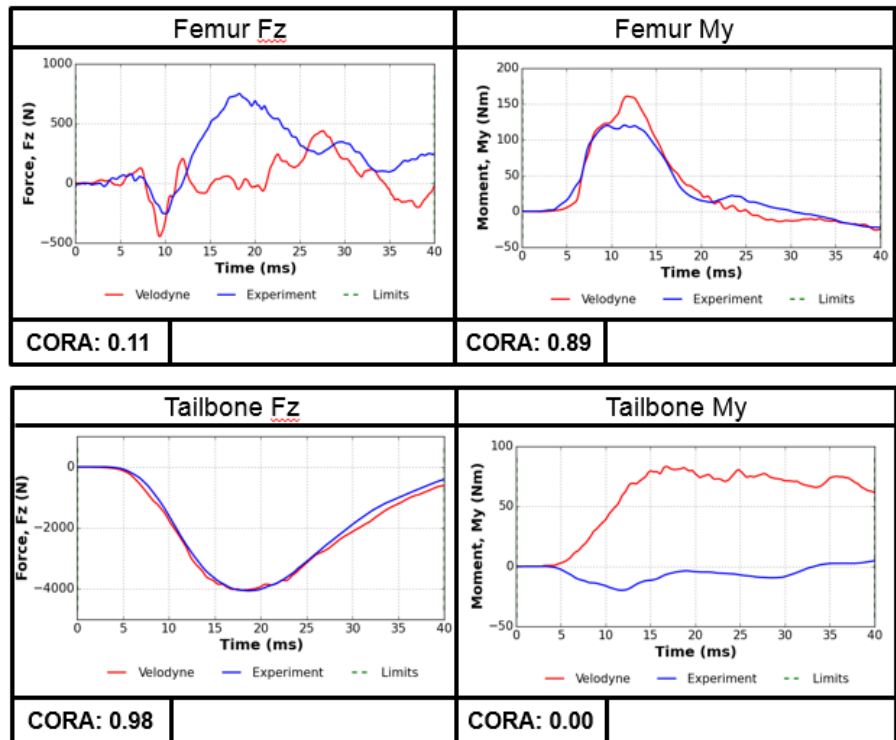 Femur Fz
Femur My
1000
500
0
−500
Force, Fz (N)
0 5 10 15 20 25 30 35 40
Time (ms)
Velodyne Experiment Limits
200
150
100
50
0
−50
Moment, My (Nm)
0 5 10 15 20 25 30 35 40
Time (ms)
Velodyne Experiment Limits
CORA: 0.11
CORA: 0.89
Tailbone Fz
Tailbone My
0
−2000
−4000
Force, Fz (N)
0 5 10 15 20 25 30 35 40
Time (ms)
Velodyne Experiment Limits
100
50
0
−50
Moment, My (Nm)
0 5 10 15 20 25 30 35 40
Time (ms)
Velodyne Experiment Limits
CORA: 0.98
CORA: 0.00